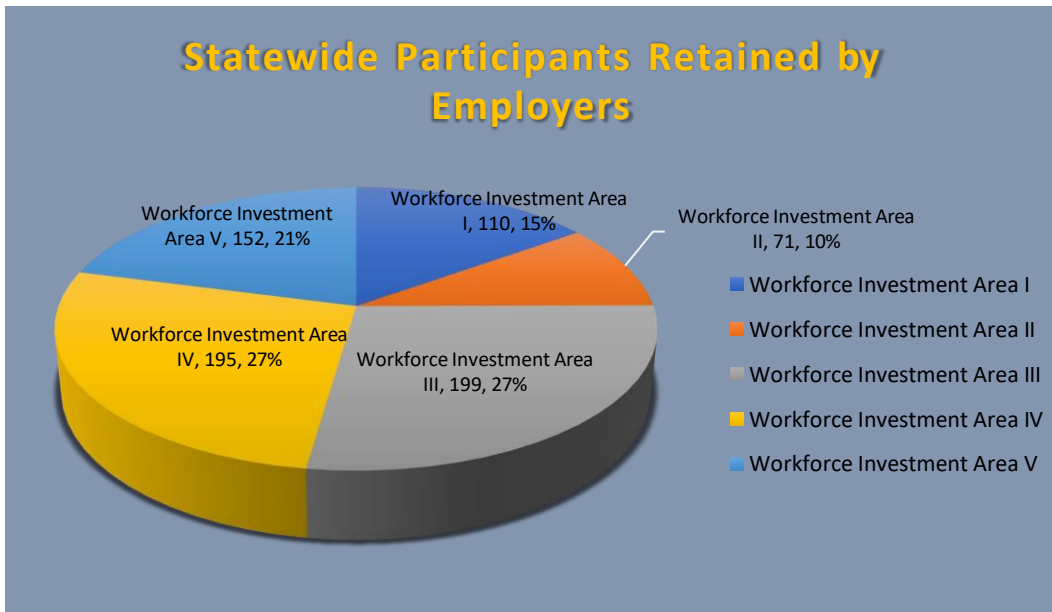 Statewide Participants Retained by
Employers
Workforce Investment Area
I, 110, 15%
Workforce Investment Area
II, 71, 10%
Workforce Investment Area
III, 199, 27%
Workforce Investment Area
IV, 195, 27%
Workforce Investment
Area V, 152, 21%
Workforce Investment Area I
Workforce Investment Area II
Workforce Investment Area III
Workforce Investment Area IV
Workforce Investment Area V